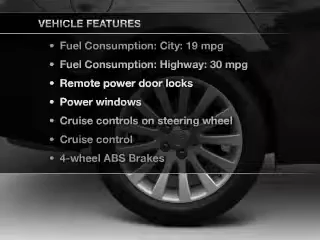 VEHICLE FEATURES
• Fuel Consumption: City: 19 mpg
• Fuel Consumption: Highway: 30 mpg
• Remote power door locks
• Power windows
• Cruise controls on steering wheel
• Cruise control
• 4-wheel ABS Brakes